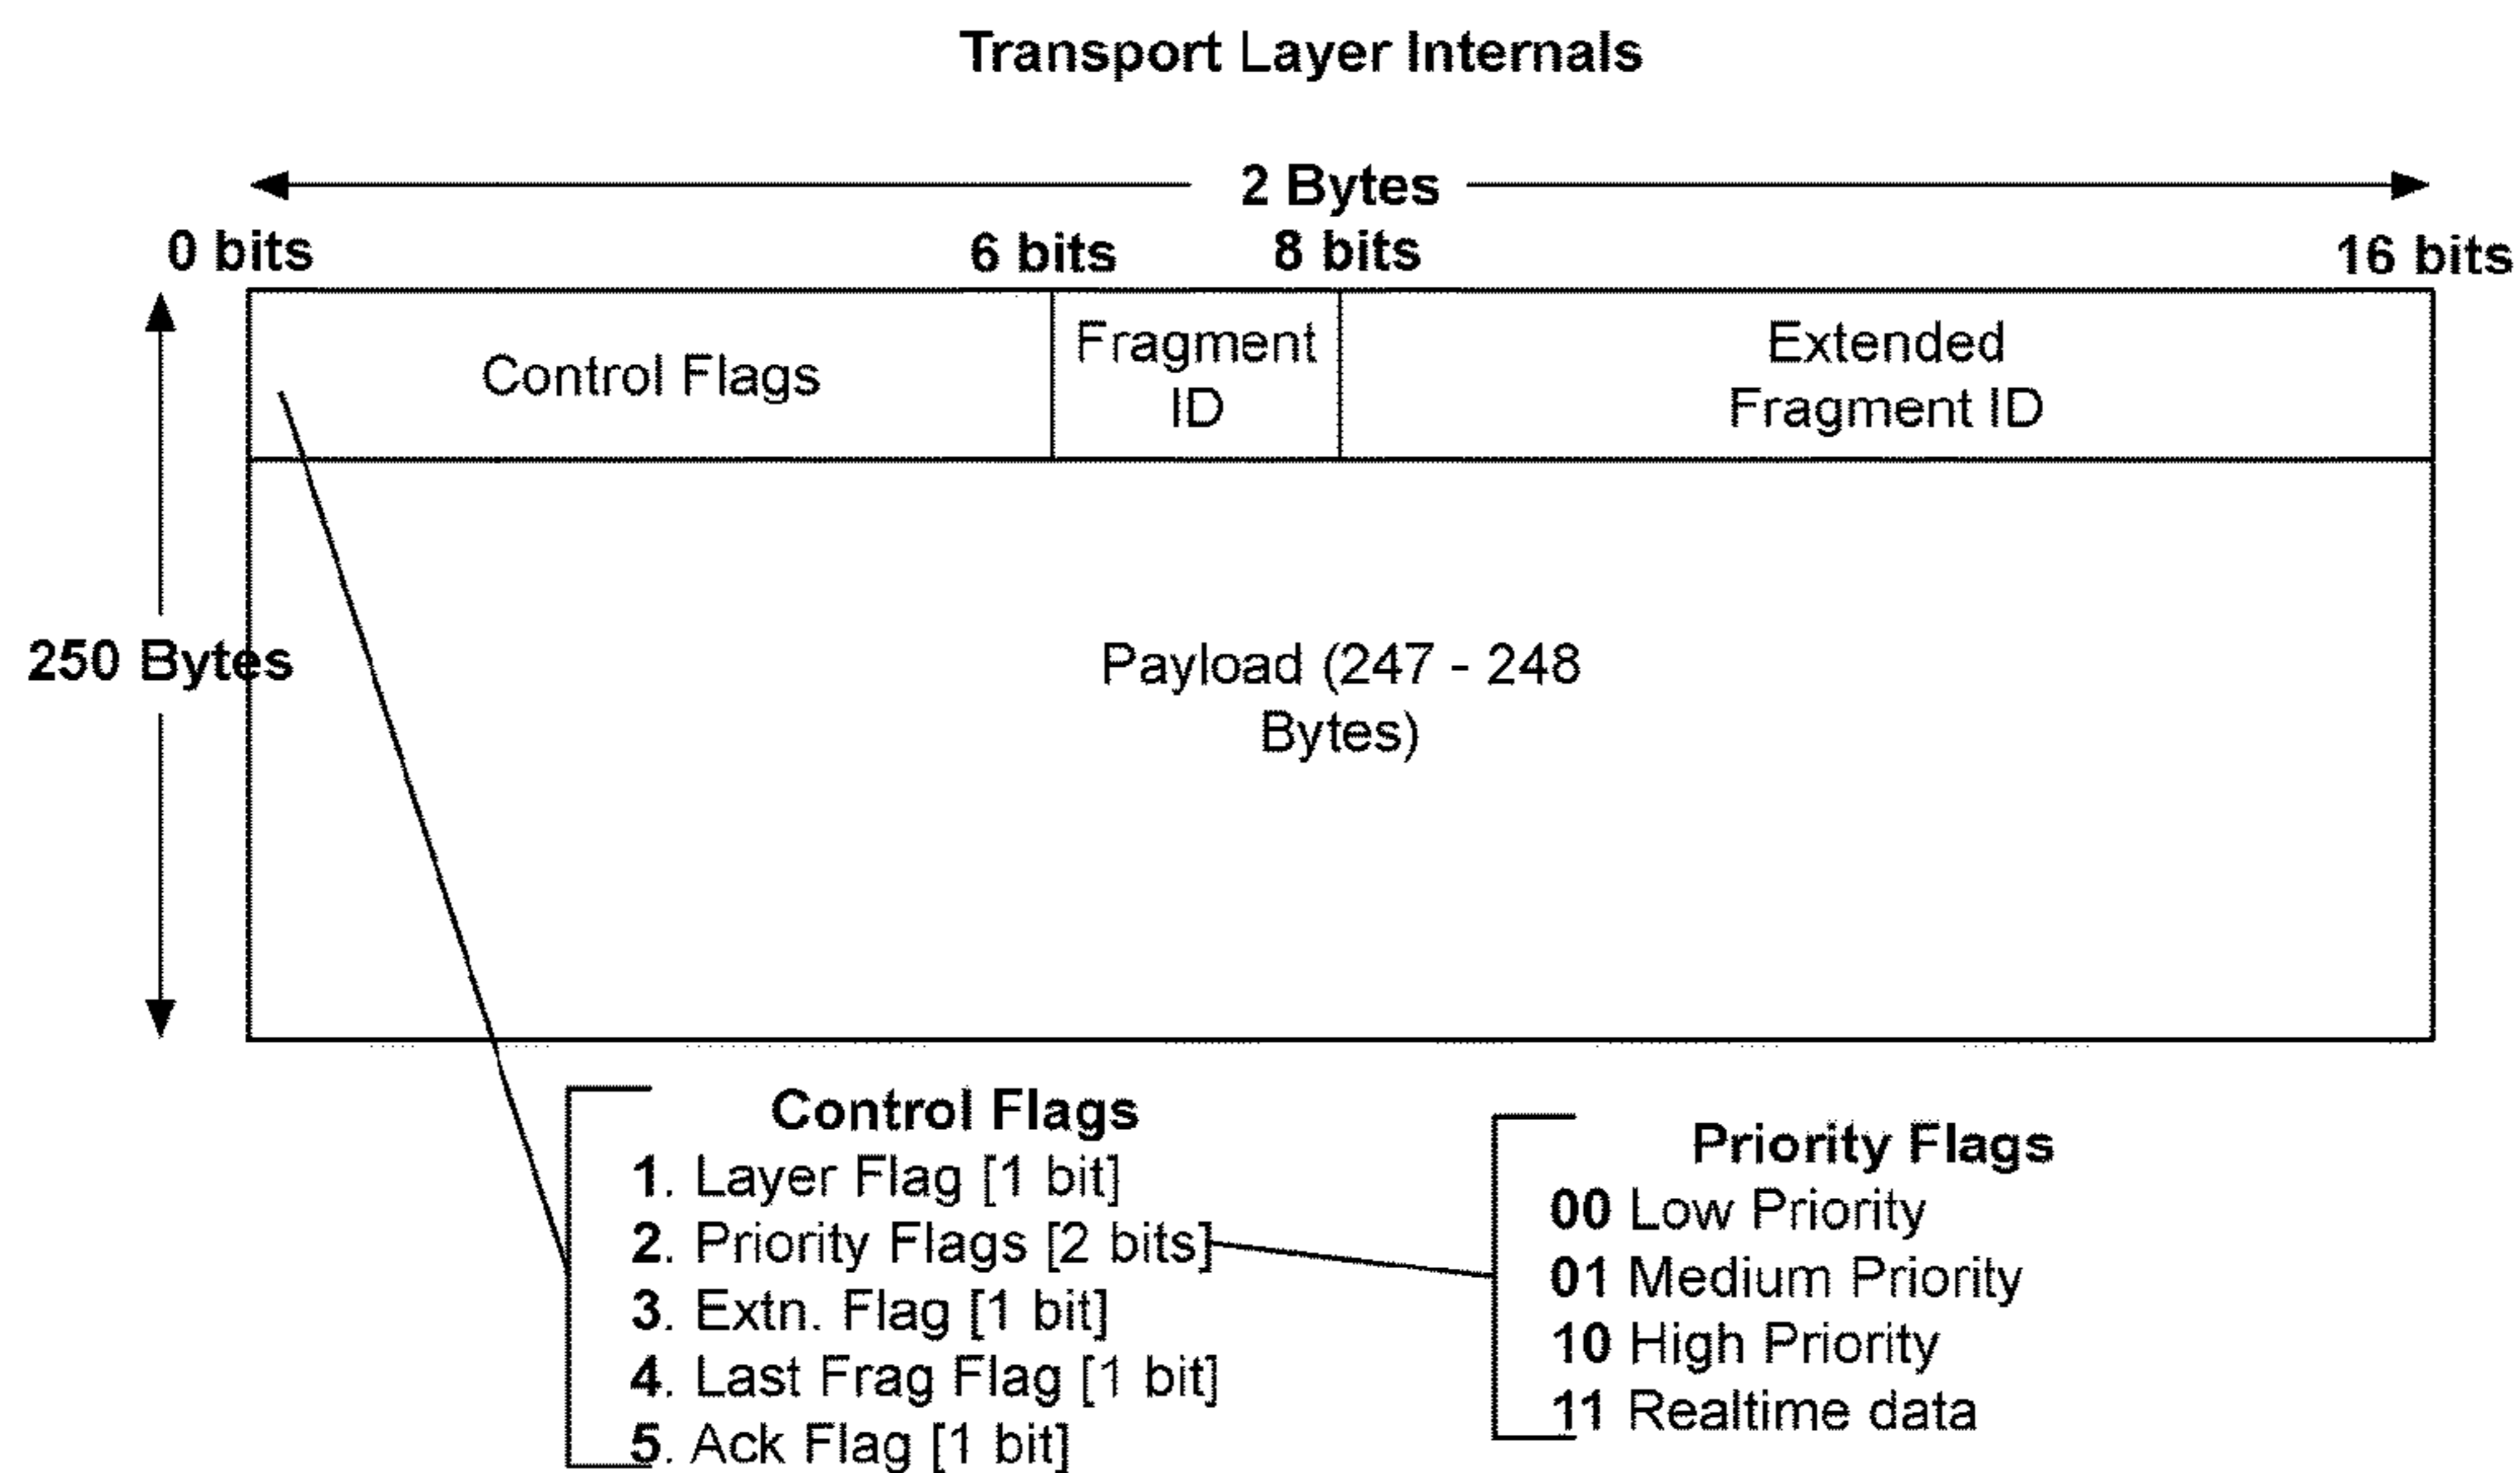 Transport Layer Internals
2 Bytes
0 bits
6 bits
8 bits
16 bits
Control Flags
Fragment
ID
Extended
Fragment ID
250 Bytes
Payload (247 - 248
Bytes)
Control Flags
1. Layer Flag [1 bit]
2. Priority Flags [2 bits]
3. Extn. Flag [1 bit]
4. Last Frag Flag [1 bit]
5. Ack Flag [1 bit]
Priority Flags
00 Low Priority
01 Medium Priority
10 High Priority
11 Realtime data